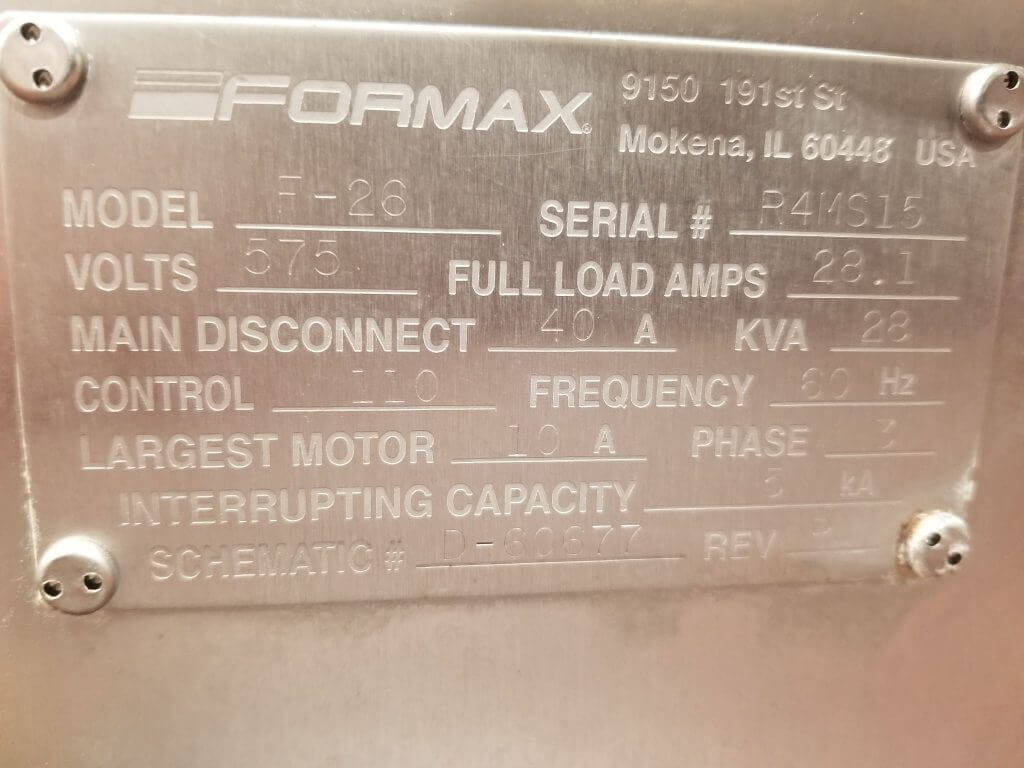 FORMAX®
9150 191st St
Mokena, IL 60448 USA
MODEL F-26 SERIAL # R4MS15
VOLTS 575 FULL LOAD AMPS 28.1
MAIN DISCONNECT 40 A KVA 28
CONTROL 110 FREQUENCY 60 Hz
LARGEST MOTOR 10 A PHASE 3
INTERRUPTING CAPACITY 5 kA
SCHEMATIC # D-60677 REV